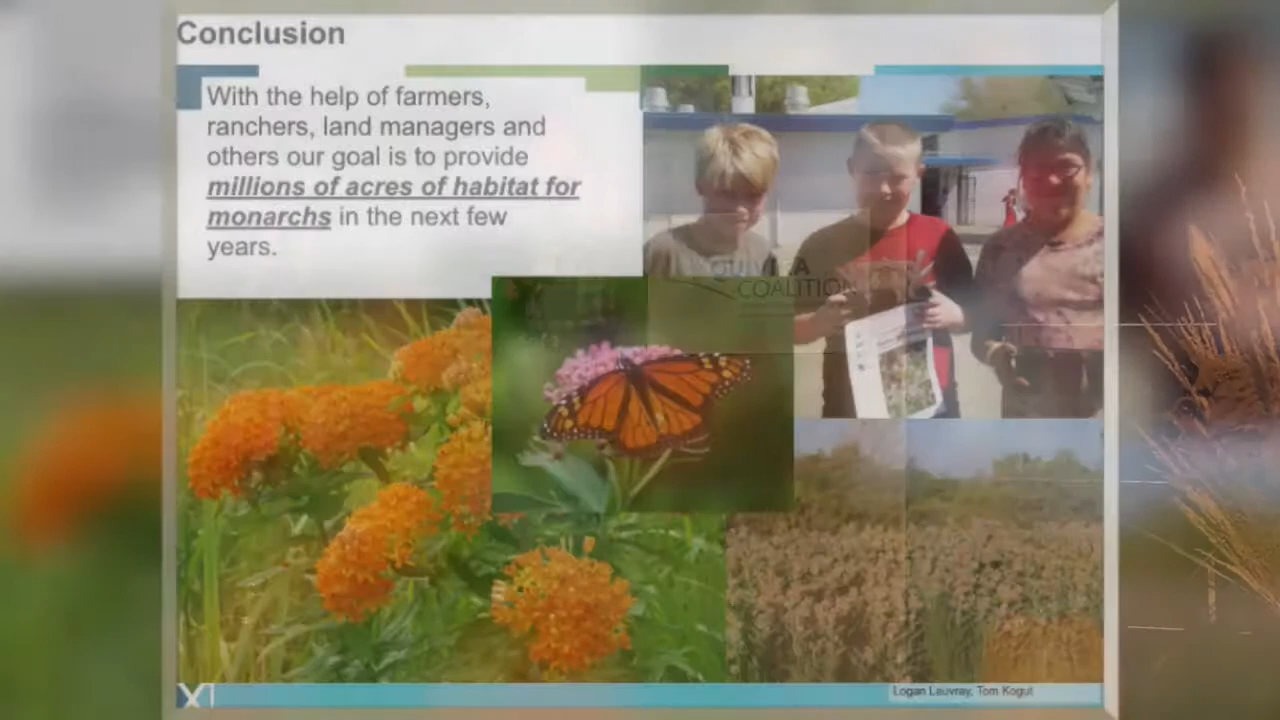 Conclusion
With the help of farmers,
ranchers, land managers and
others our goal is to provide
millions of acres of habitat for
monarchs in the next few
years.
COALITION
Logan Lauvray, Tom Kogut